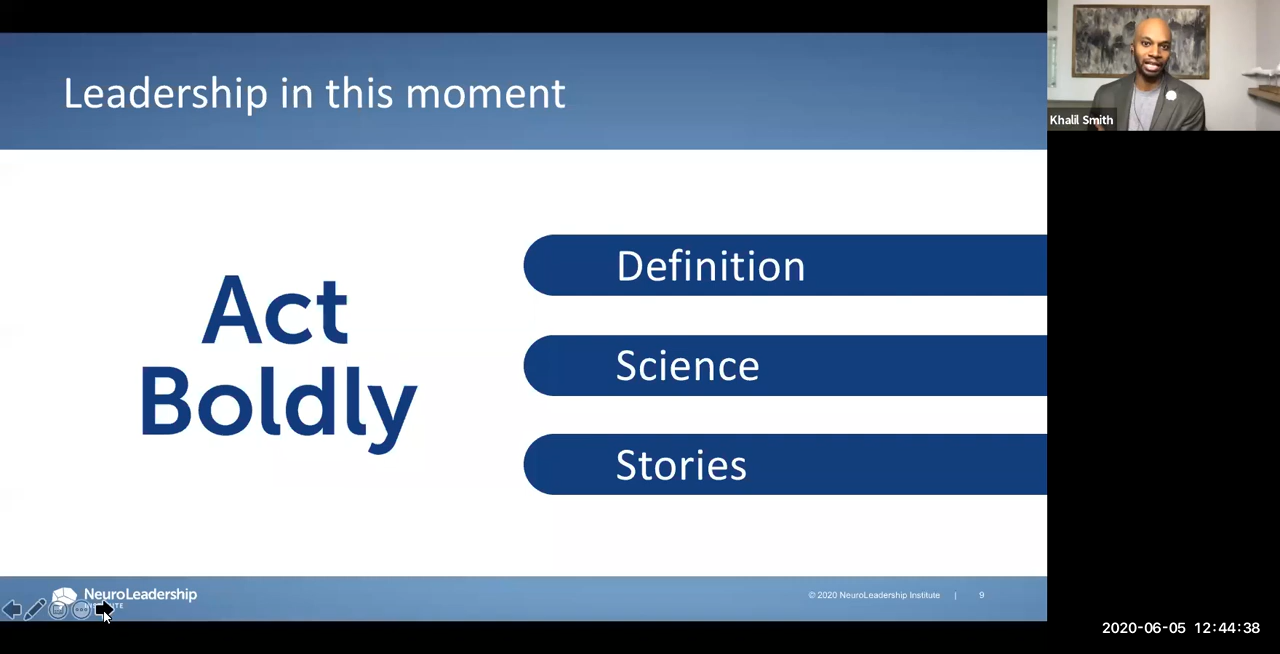 Leadership in this moment
Khalil Smith
Act
Boldly
Definition
Science
Stories
NeuroLeadership
© 2020 NeuroLeadership Institute | 9
2020-06-05 12:44:38